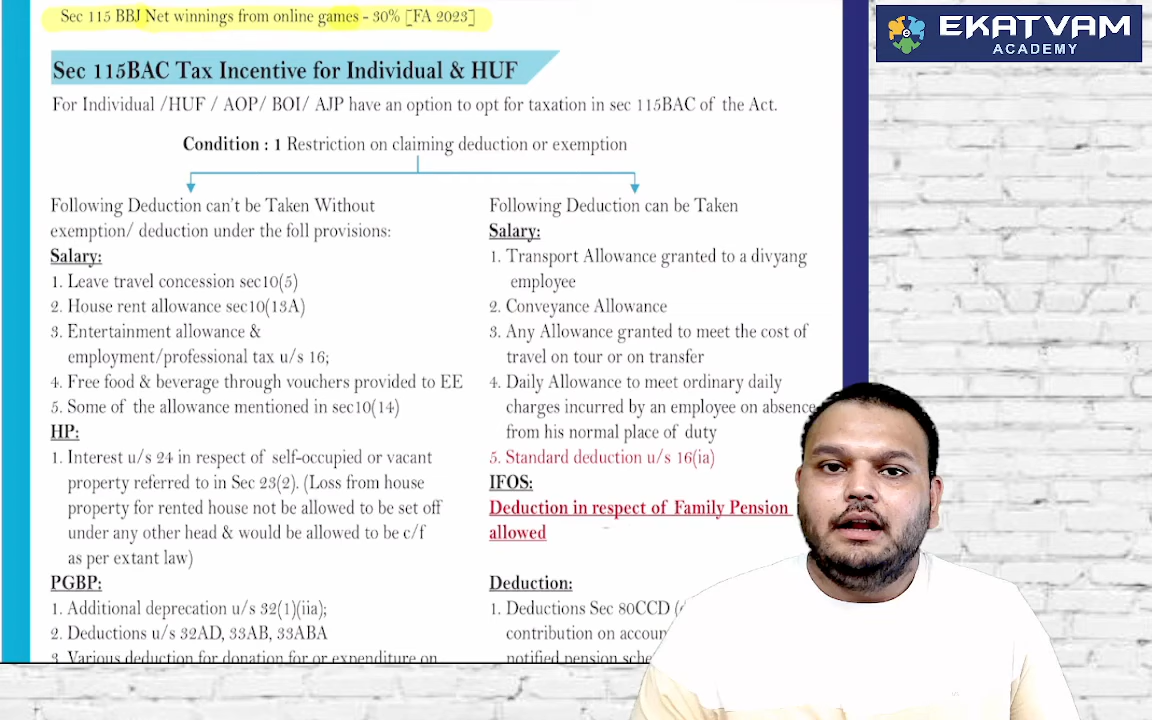 Sec 115 BBJ Net winnings from online games - 30% [FA 2023]
EKATVAM
ACADEMY
Sec 115BAC Tax Incentive for Individual & HUF
For Individual /HUF / AOP/ BOI/ AJP have an option to opt for taxation in sec 115BAC of the Act.
Condition : 1 Restriction on claiming deduction or exemption
Following Deduction can't be Taken Without
exemption/ deduction under the foll provisions:
Salary:
1. Leave travel concession sec10(5)
2. House rent allowance sec10(13A)
3. Entertainment allowance &
employment/professional tax u/s 16;
4. Free food & beverage through vouchers provided to EE
5. Some of the allowance mentioned in sec10(14)
HP:
1. Interest u/s 24 in respect of self-occupied or vacant
property referred to in Sec 23(2). (Loss from house
property for rented house not be allowed to be set off
under any other head & would be allowed to be c/f
as per extant law)
PGBP:
1. Additional deprecation u/s 32(1)(iia);
2. Deductions u/s 32AD, 33AB, 33ABA
3. Various deduction for donation for or expenditure on
Following Deduction can be Taken
Salary:
1. Transport Allowance granted to a divyang
employee
2. Conveyance Allowance
3. Any Allowance granted to meet the cost of
travel on tour or on transfer
4. Daily Allowance to meet ordinary daily
charges incurred by an employee on absence
from his normal place of duty
5. Standard deduction u/s 16(ia)
IFOS:
Deduction in respect of Family Pension
allowed
Deduction:
1. Deductions Sec 80CCD
contribution on
notified pension